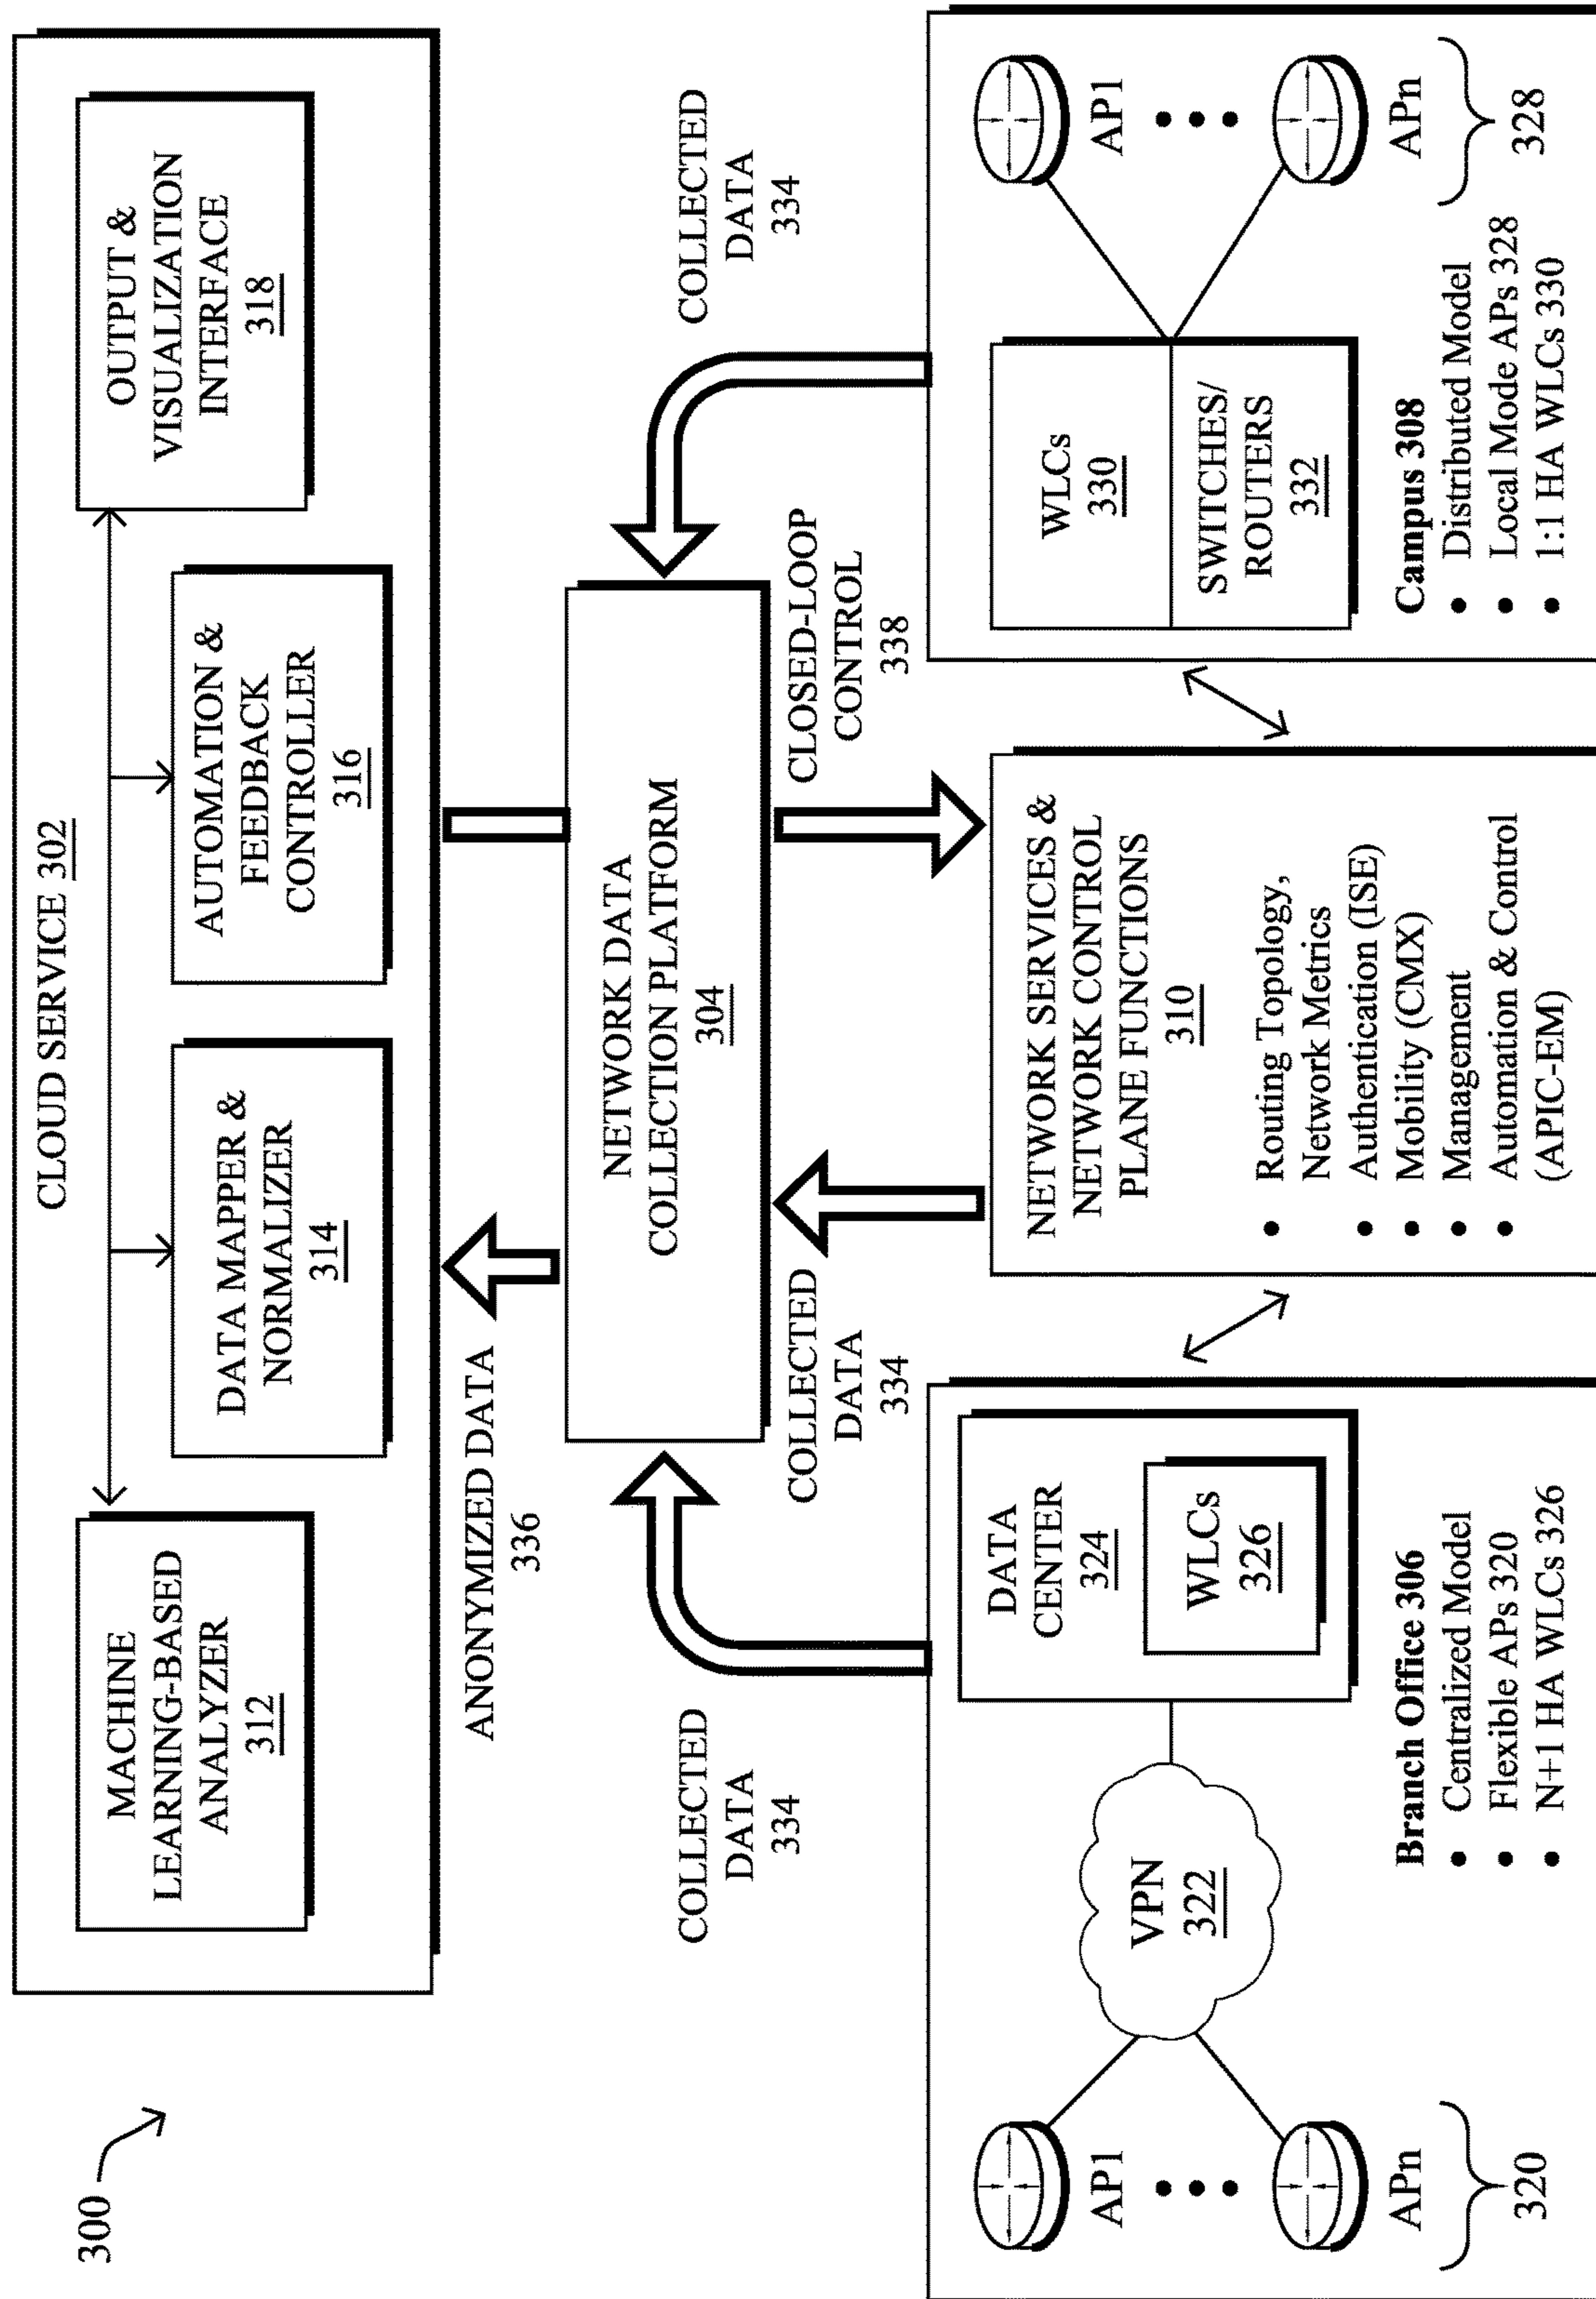 300
CLOUD SERVICE 302
MACHINE
LEARNING-BASED
ANALYZER
312
DATA MAPPER &
NORMALIZER
314
AUTOMATION &
FEEDBACK
CONTROLLER
316
OUTPUT &
VISUALIZATION
INTERFACE
318
ANONYMIZED DATA
336
COLLECTED
DATA
334
NETWORK DATA
COLLECTION PLATFORM
304
COLLECTED
DATA
334
COLLECTED
DATA
334
CLOSED-LOOP
CONTROL
338
AP1
APn
320
VPN
322
DATA
CENTER
324
WLCs
326
Branch Office 306
• Centralized Model
• Flexible APs 320
• N+1 HA WLCs 326
NETWORK SERVICES &
NETWORK CONTROL
PLANE FUNCTIONS
310
• Routing Topology,
Network Metrics
• Authentication (ISE)
• Mobility (CMX)
• Management
• Automation & Control
(APIC-EM)
WLCs
330
SWITCHES/
ROUTERS
332
AP1
APn
328
Campus 308
• Distributed Model
• Local Mode APs 328
• 1:1 HA WLCs 330